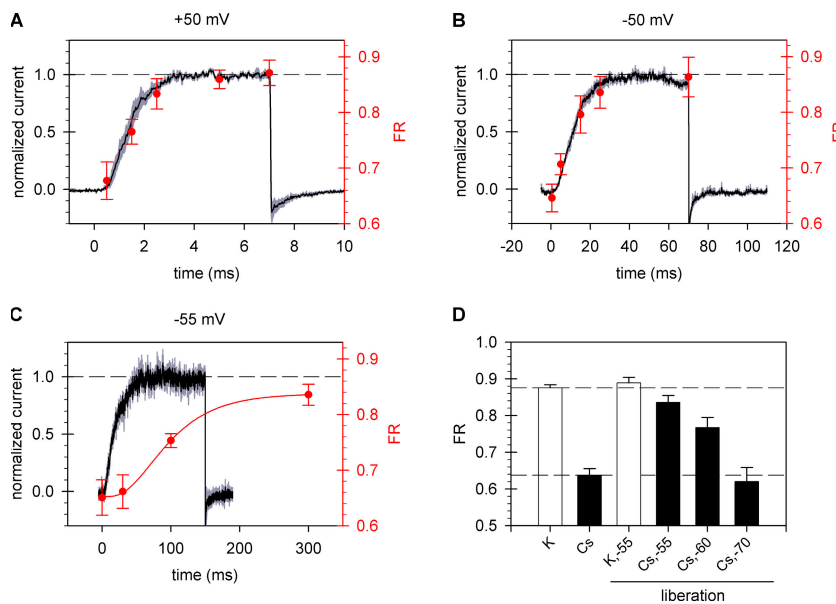 A
+50 mV
normalized current
1.0
0.5
0.0
0.9
0.8
0.7
0.6
FR
0 2 4 6 8 10
time (ms)
B
-50 mV
normalized current
1.0
0.5
0.0
0.9
0.8
0.7
0.6
FR
-20 0 20 40 60 80 100 120
time (ms)
C
-55 mV
normalized current
1.0
0.5
0.0
0.9
0.8
0.7
0.6
FR
0 100 200 300
time (ms)
D
FR
1.0
0.9
0.8
0.7
0.6
0.5
K Cs K,-55 Cs,-55 Cs,-60 Cs,-70
liberation